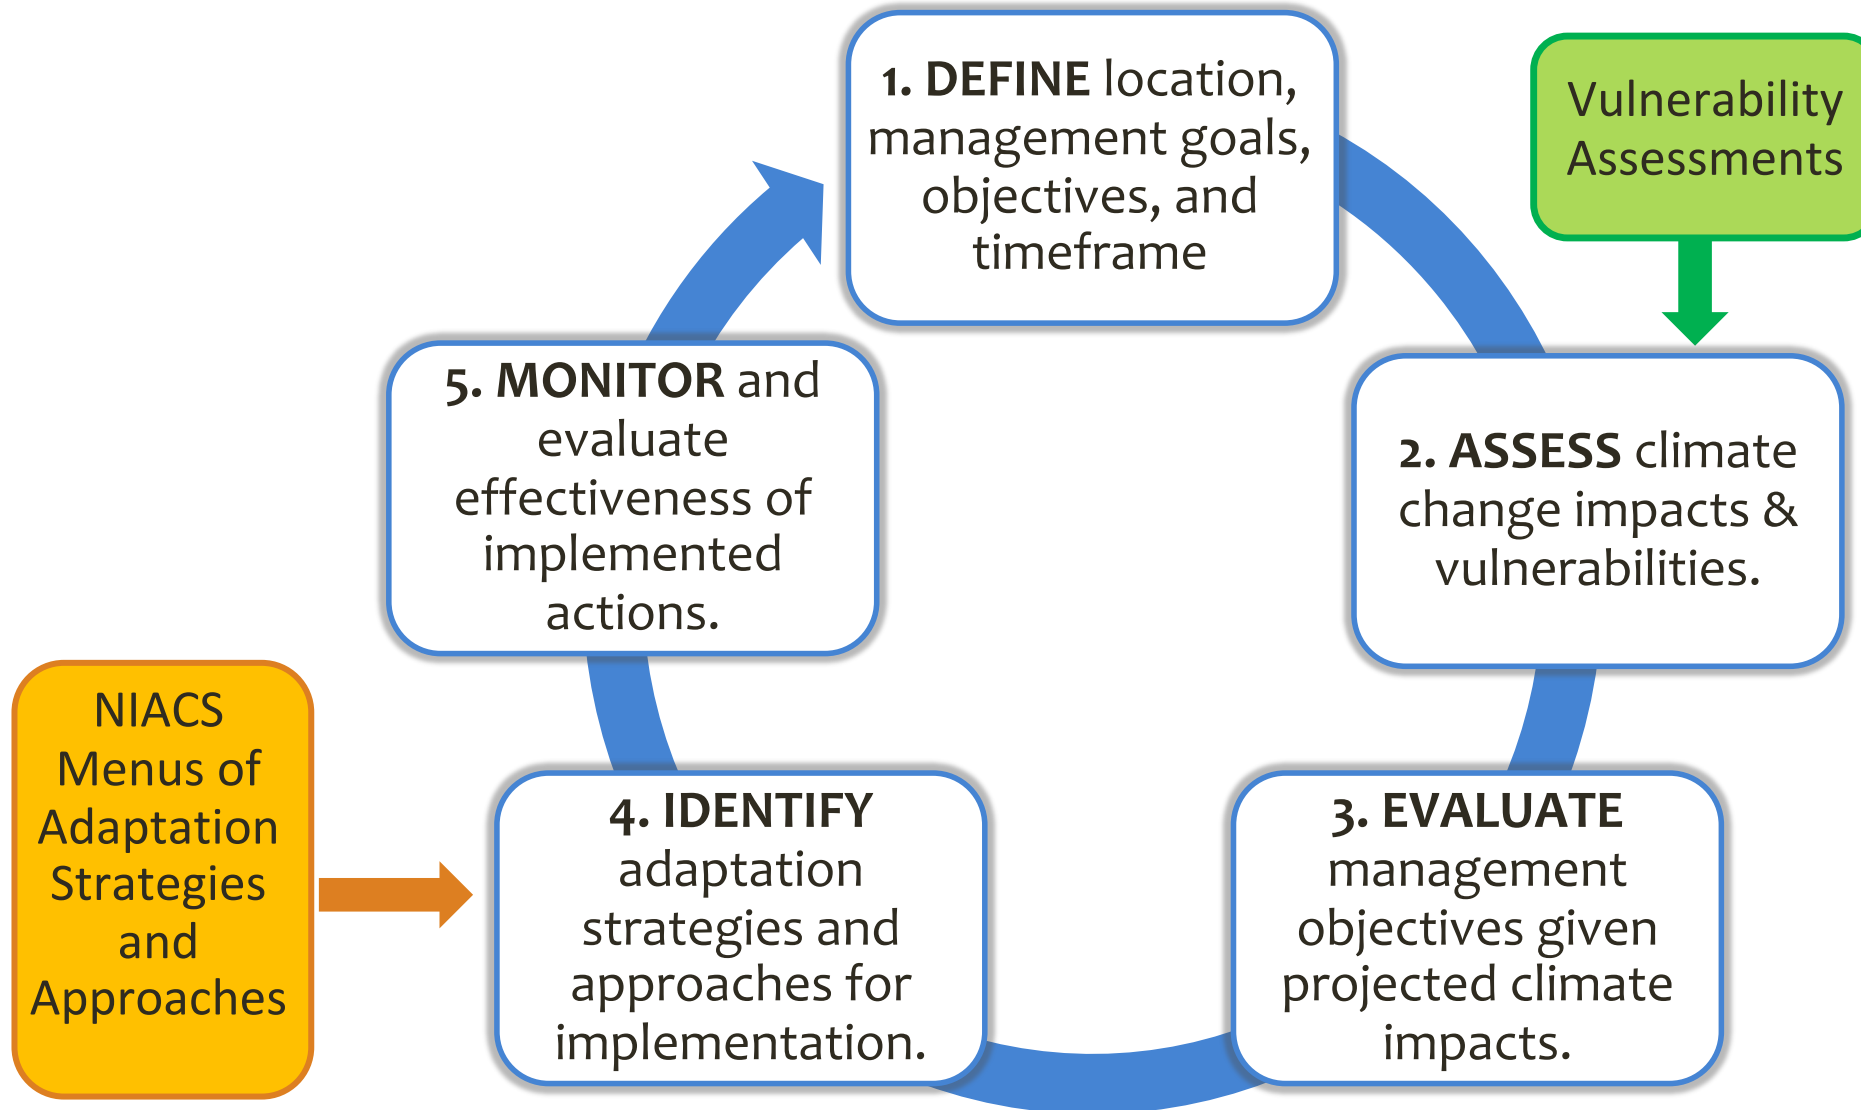 1. DEFINE location,
management goals,
objectives, and
timeframe
Vulnerability
Assessments
2. ASSESS climate
change impacts &
vulnerabilities.
3. EVALUATE
management
objectives given
projected climate
impacts.
4. IDENTIFY
adaptation
strategies and
approaches for
implementation.
NIACS
Menus of
Adaptation
Strategies
and
Approaches
5. MONITOR and
evaluate
effectiveness of
implemented
actions.